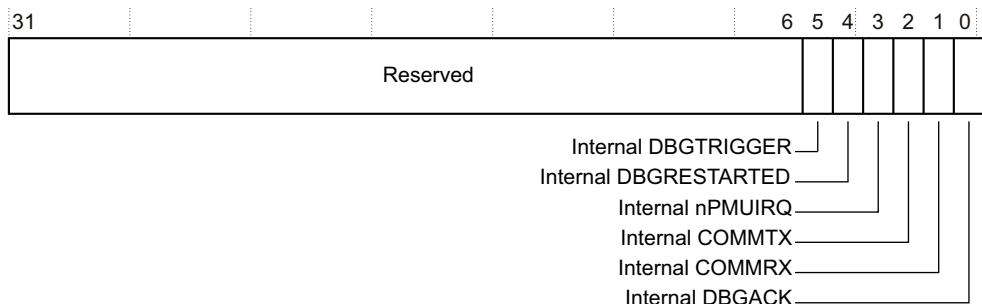 31 6 5 4 3 2 1 0
Reserved
Internal DBGTRIGGER
Internal DBGRESTARTED
Internal nPMUIRQ
Internal COMMTX
Internal COMMRX
Internal DBGACK